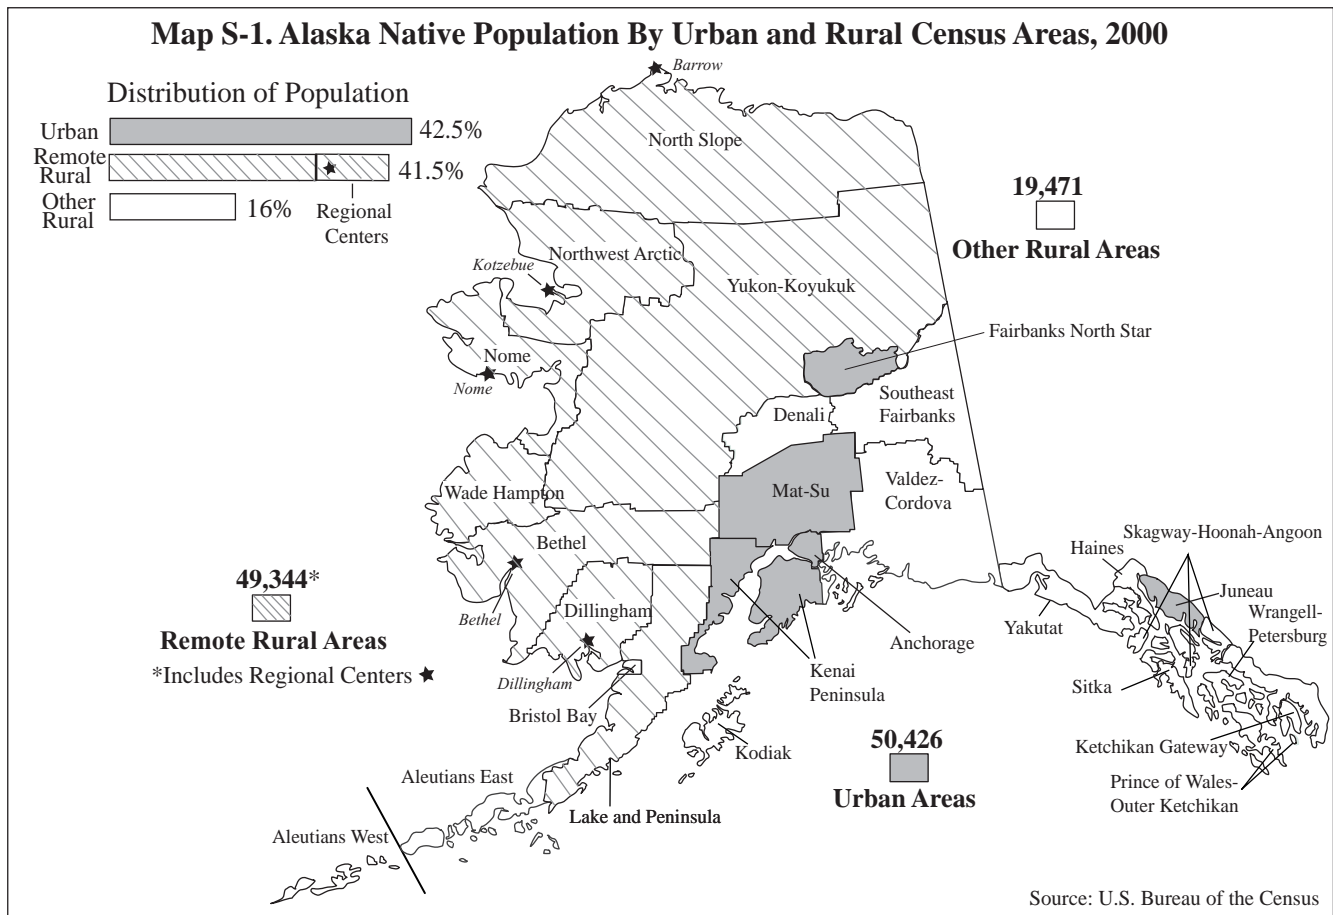 Map S-1. Alaska Native Population By Urban and Rural Census Areas, 2000
Distribution of Population
Urban
42.5%
Remote
Rural
41.5%
Other
Rural
16%
Regional
Centers
Barrow
North Slope
19,471
Other Rural Areas
Northwest Arctic
Kotzebue
Yukon-Koyukuk
Fairbanks North Star
Nome
Nome
Southeast
Fairbanks
Denali
Mat-Su
Valdez-
Cordova
Wade Hampton
Bethel
Bethel
49,344*
Remote Rural Areas
*Includes Regional Centers
Dillingham
Dillingham
Bristol Bay
Skagway-Hoonah-Angoon
Haines
Juneau
Wrangell-
Petersburg
Yakutat
Anchorage
Kenai
Peninsula
Sitka
Kodiak
50,426
Urban Areas
Ketchikan Gateway
Prince of Wales-
Outer Ketchikan
Aleutians East
Lake and Peninsula
Aleutians West
Source: U.S. Bureau of the Census